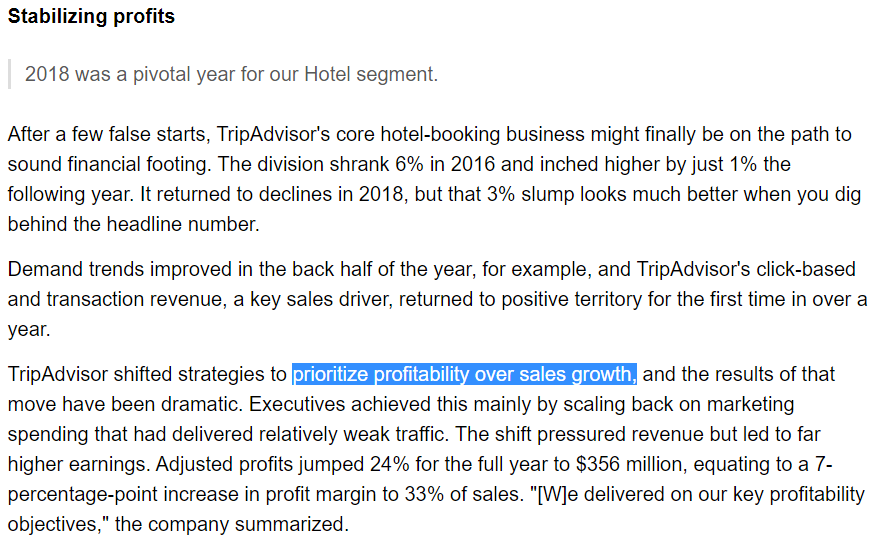 Stabilizing profits
2018 was a pivotal year for our Hotel segment.
After a few false starts, TripAdvisor's core hotel-booking business might finally be on the path to
sound financial footing. The division shrank 6% in 2016 and inched higher by just 1% the
following year. It returned to declines in 2018, but that 3% slump looks much better when you dig
behind the headline number.
Demand trends improved in the back half of the year, for example, and TripAdvisor's click-based
and transaction revenue, a key sales driver, returned to positive territory for the first time in over a
year.
TripAdvisor shifted strategies to prioritize profitability over sales growth, and the results of that
move have been dramatic. Executives achieved this mainly by scaling back on marketing
spending that had delivered relatively weak traffic. The shift pressured revenue but led to far
higher earnings. Adjusted profits jumped 24% for the full year to $356 million, equating to a 7-
percentage-point increase in profit margin to 33% of sales. "[W]e delivered on our key profitability
objectives," the company summarized.